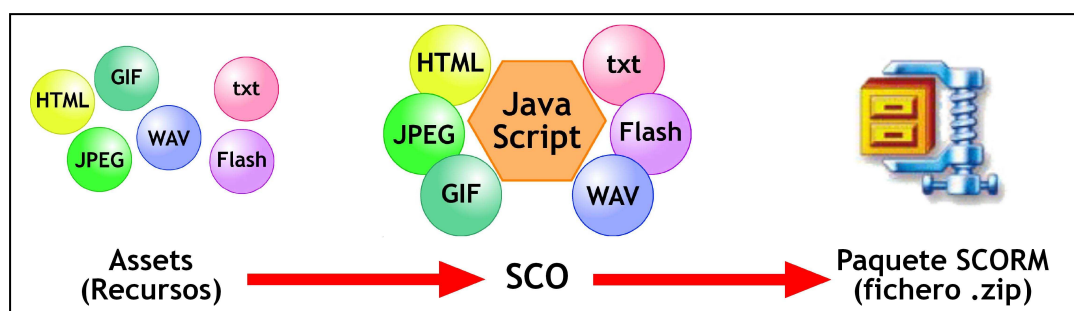 HTML
GIF
txt
JPEG
WAV
Flash
HTML
txt
JPEG
Java
Script
Flash
GIF
WAV
Assets
(Recursos)
SCO
Paquete SCORM
(fichero .zip)